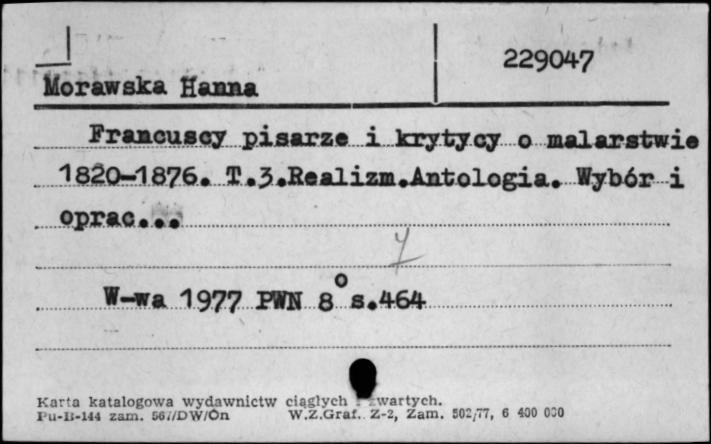 229047
Morawska Hanna
Francuscy pisarze i krytycy o malarstwie
1820-1876. T.3.Realizm.Antologia. Wybór i
oprac...
W-wa 1977 PWN 8° s.464
Karta katalogowa wydawnictw ciągłych i zwartych.
Pu-B-144 zam. 567/DW/On W.Z.Graf. Z-2, Zam. 502/77, 6 400 000